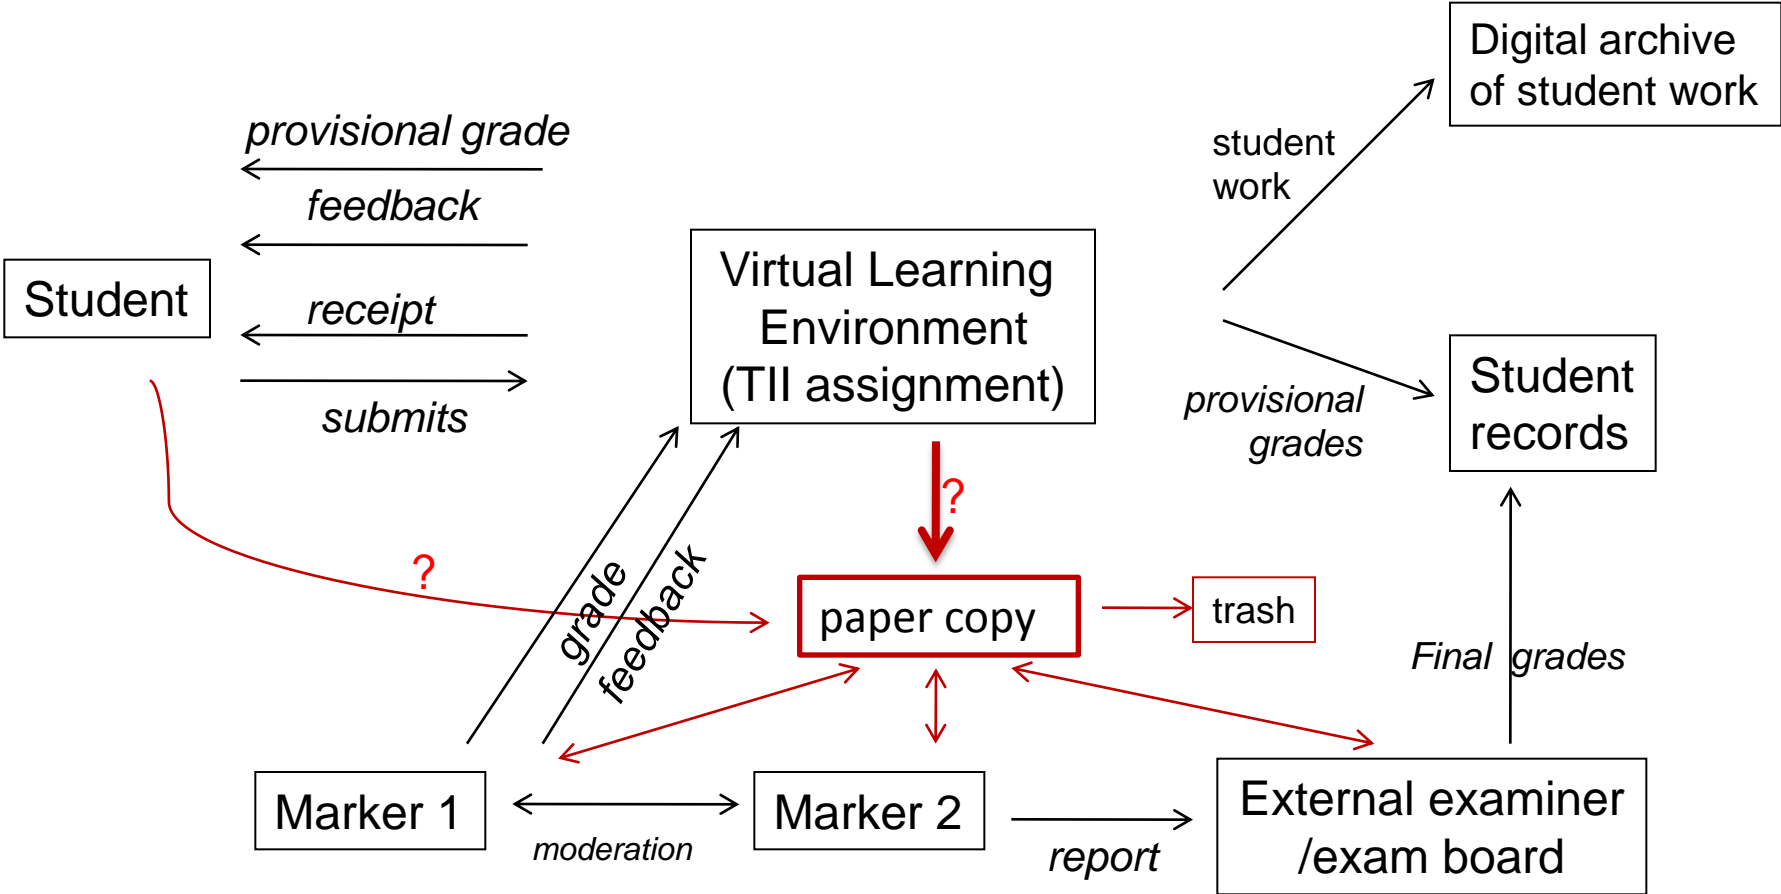 Digital archive
of student work
provisional grade
student
work
feedback
Virtual Learning
Environment
(TII assignment)
Student
receipt
submits
provisional
grades
Student
records
?
?
grade
feedback
paper copy
trash
Final grades
Marker 1
moderation
Marker 2
report
External examiner
/exam board